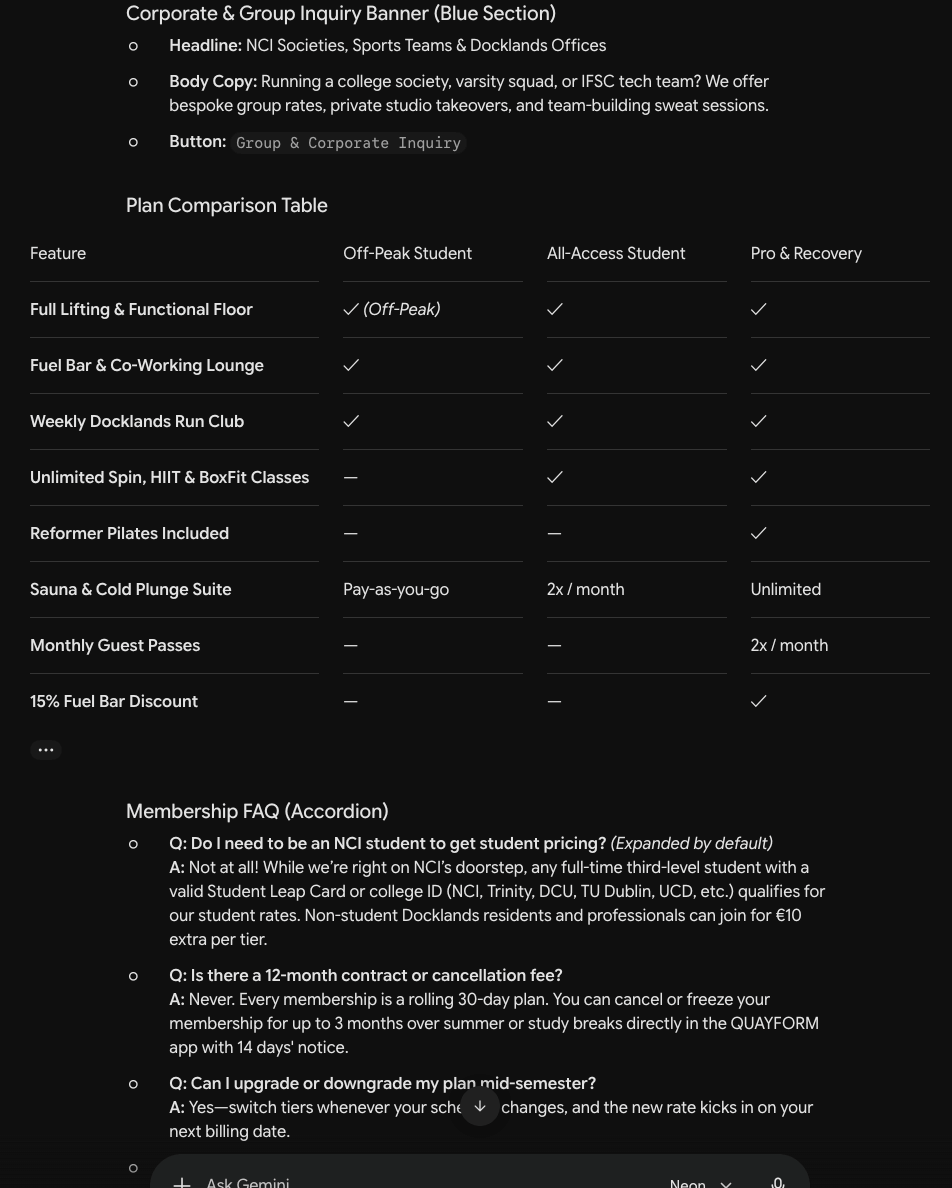 Corporate & Group Inquiry Banner (Blue Section)
Headline: NCI Societies, Sports Teams & Docklands Offices
Body Copy: Running a college society, varsity squad, or IFSC tech team? We offer
bespoke group rates, private studio takeovers, and team-building sweat sessions.
Button: Group & Corporate Inquiry
Plan Comparison Table
Feature Off-Peak Student All-Access Student Pro & Recovery
Full Lifting & Functional Floor ✓ (Off-Peak) ✓ ✓
Fuel Bar & Co-Working Lounge ✓ ✓ ✓
Weekly Docklands Run Club ✓ ✓ ✓
Unlimited Spin, HIIT & BoxFit Classes — ✓ ✓
Reformer Pilates Included — — ✓
Sauna & Cold Plunge Suite Pay-as-you-go 2x / month Unlimited
Monthly Guest Passes — — 2x / month
15% Fuel Bar Discount — — ✓
Membership FAQ (Accordion)
Q: Do I need to be an NCI student to get student pricing? (Expanded by default)
A: Not at all! While we're right on NCI's doorstep, any full-time third-level student with a
valid Student Leap Card or college ID (NCI, Trinity, DCU, TU Dublin, UCD, etc.) qualifies for
our student rates. Non-student Docklands residents and professionals can join for €10
extra per tier.
Q: Is there a 12-month contract or cancellation fee?
A: Never. Every membership is a rolling 30-day plan. You can cancel or freeze your
membership for up to 3 months over summer or study breaks directly in the QUAYFORM
app with 14 days' notice.
Q: Can I upgrade or downgrade my plan mid-semester?
A: Yes—switch tiers whenever your sche changes, and the new rate kicks in on your
next billing date.
Ask Gemini Neon